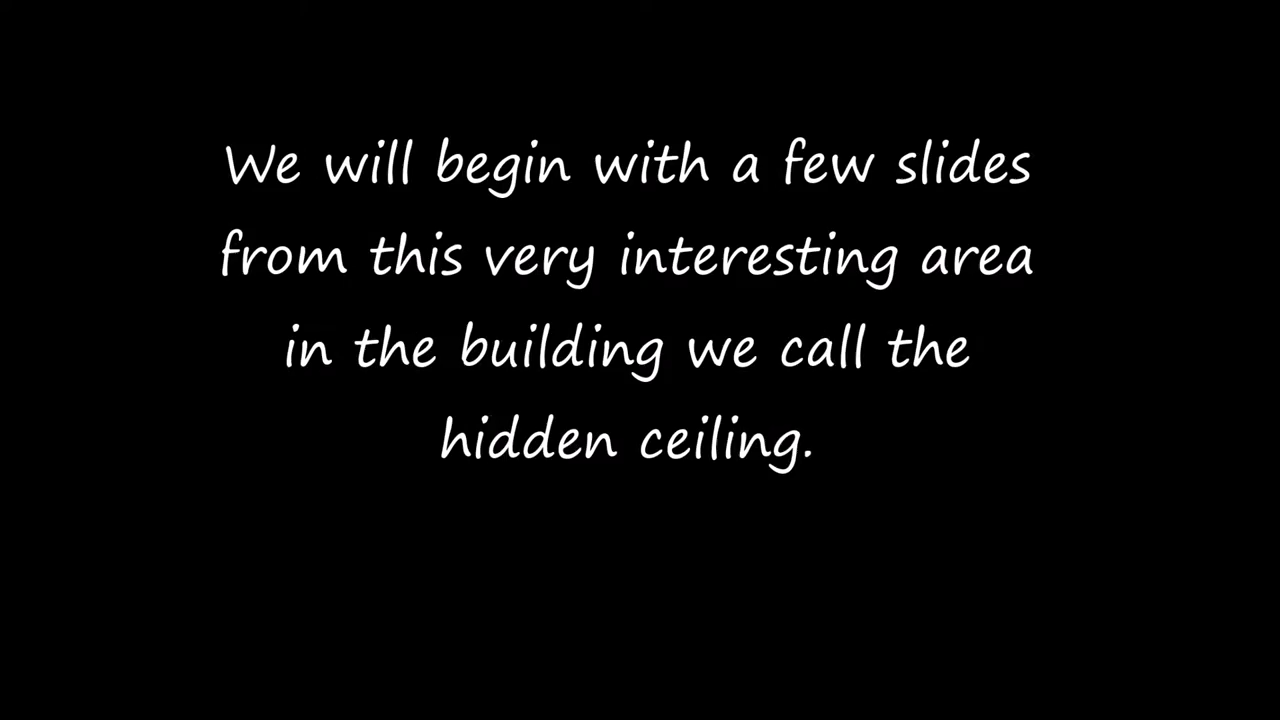 We will begin with a few slides
from this very interesting area
in the building we call the
hidden ceiling.